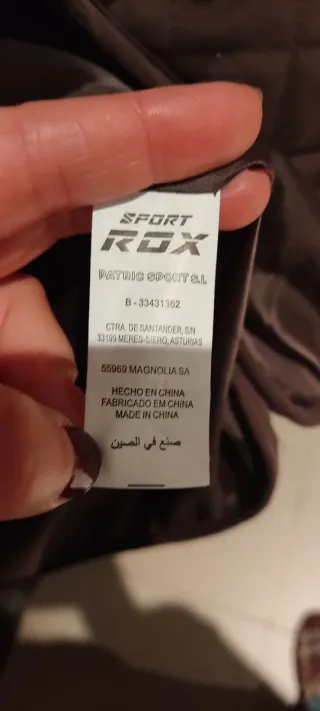 SPORT
ROX
PATRIC SPORT S.L
B - 33431362
CTRA. DE SANTANDER, S/N
33199 MERES-SIERO, ASTURIAS
55969 MAGNOLIA SA
HECHO EN CHINA
FABRICADO EM CHINA
MADE IN CHINA
صنع في الصين